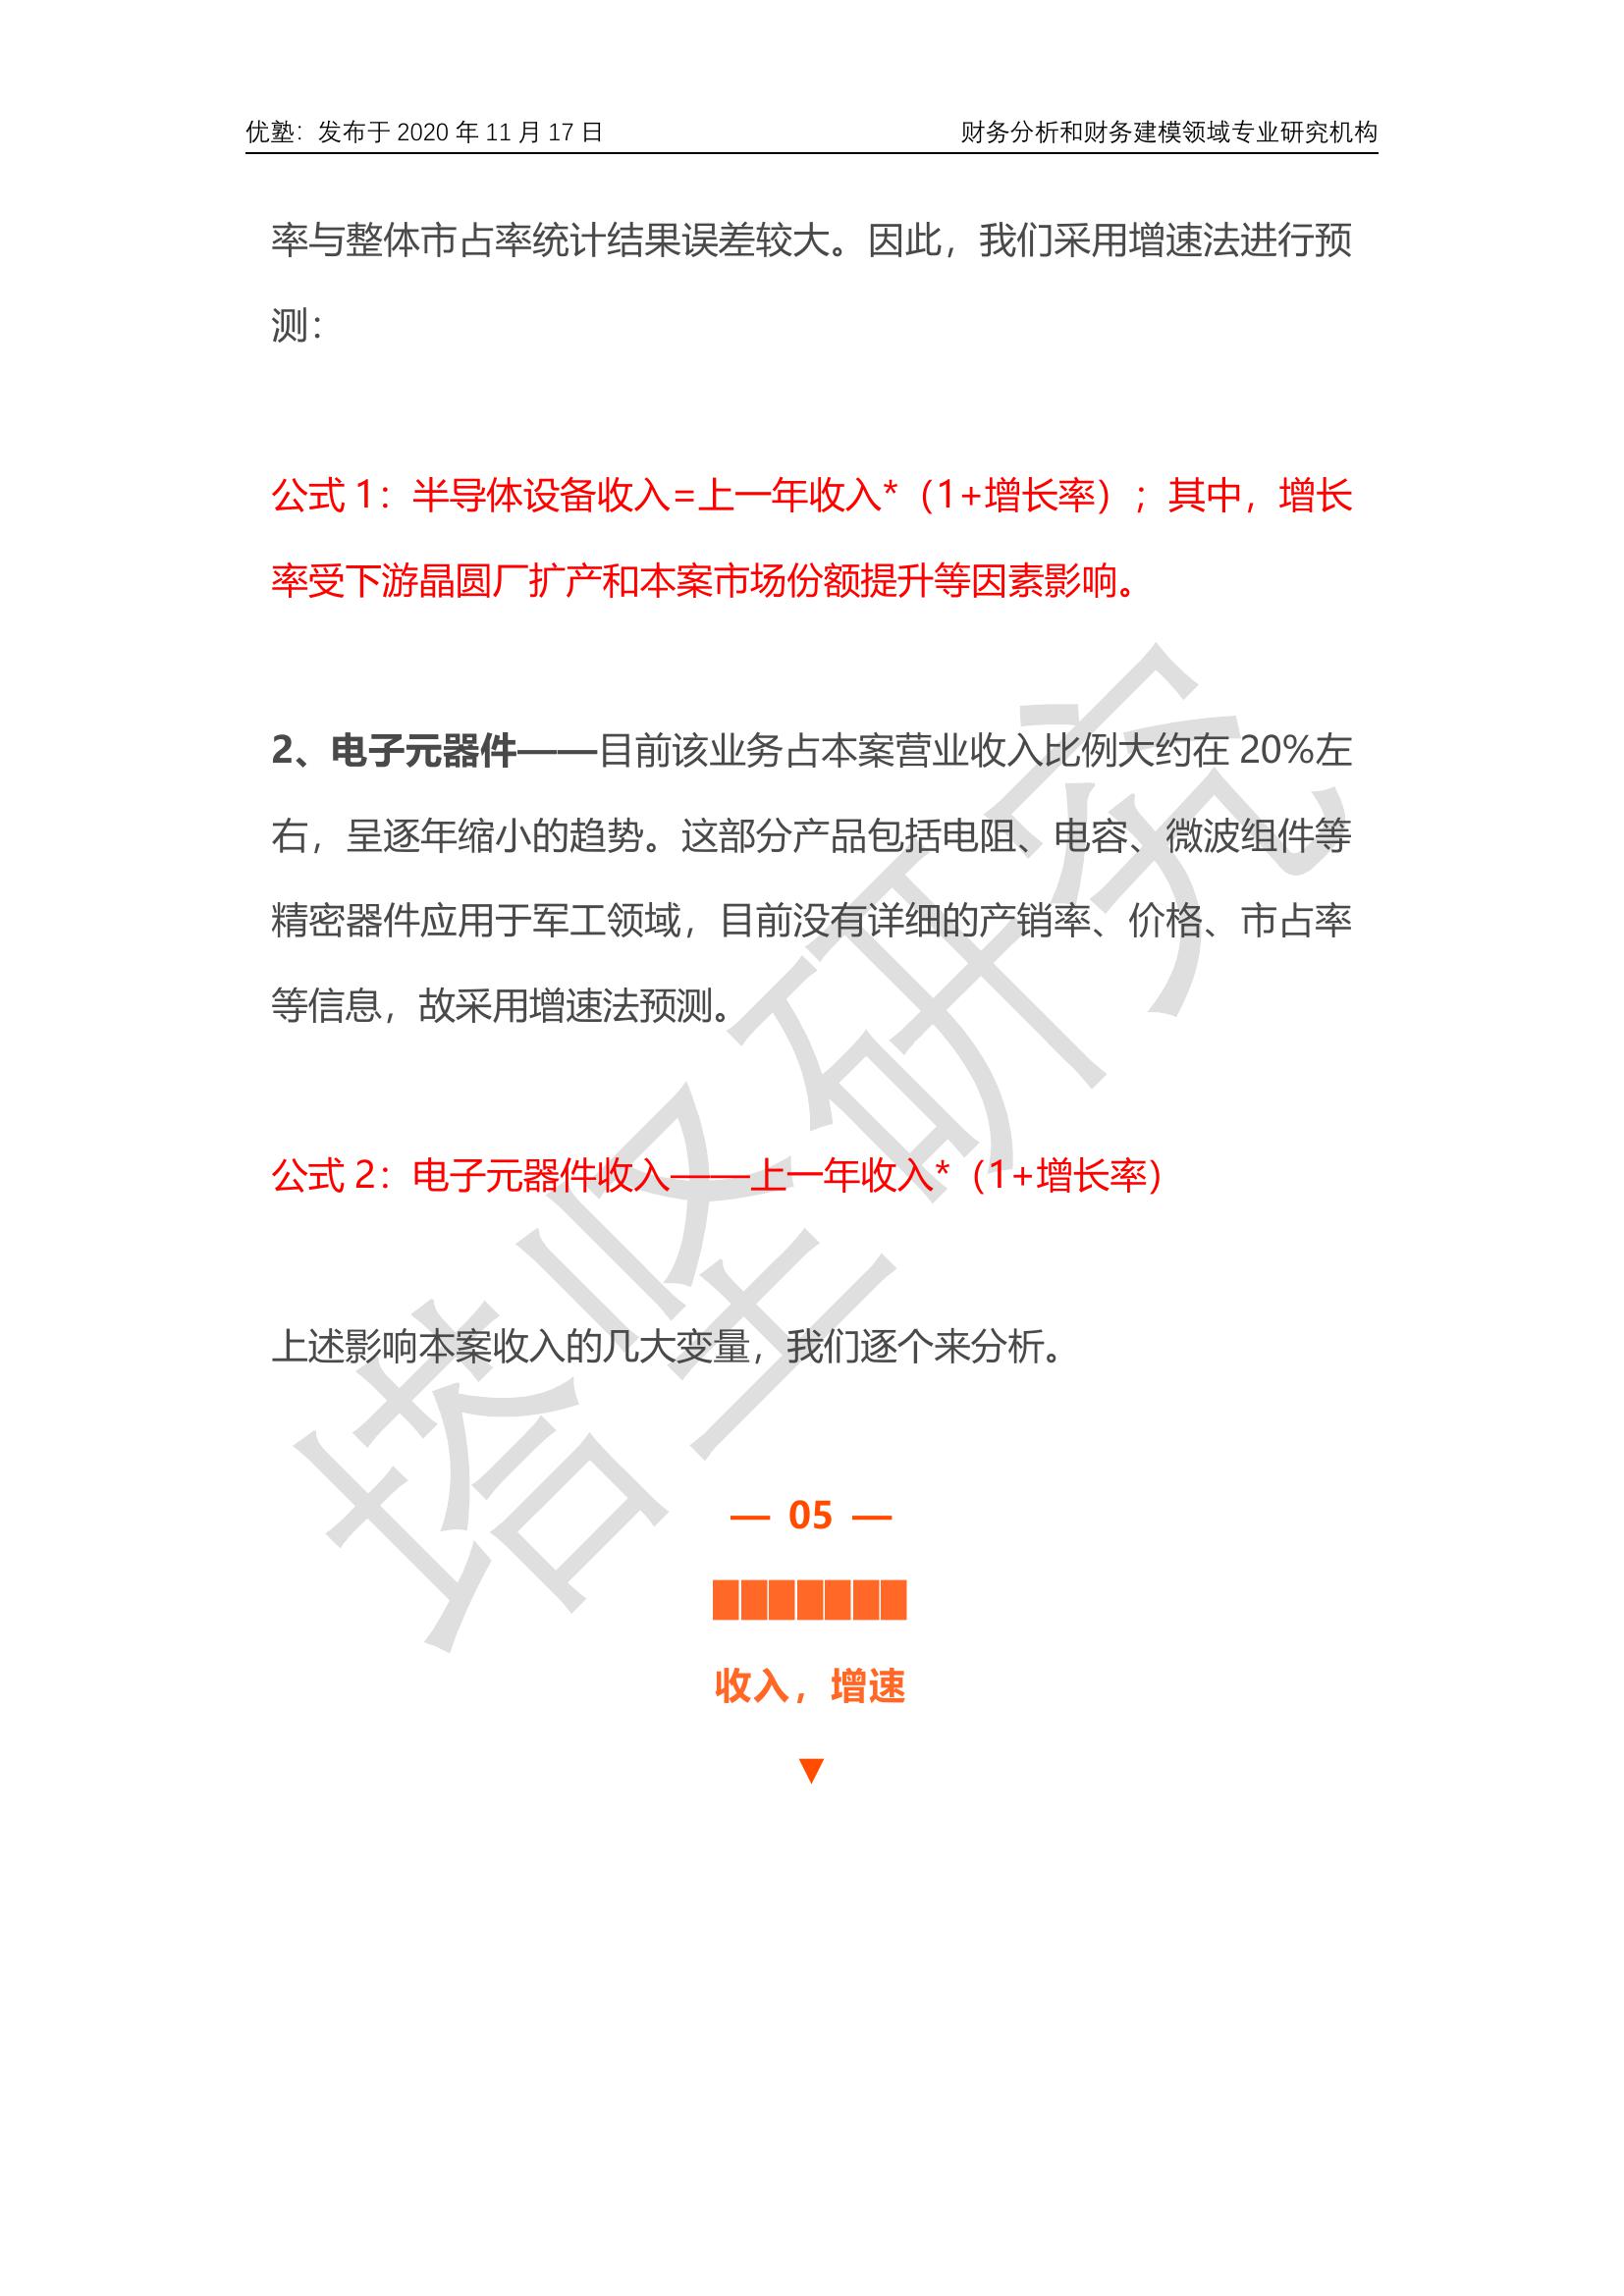 优塾：发布于 2020 年 11 月 17 日 财务分析和财务建模领域专业研究机构
率与整体市占率统计结果误差较大。因此，我们采用增速法进行预
测：
公式 1：半导体设备收入=上一年收入*（1+增长率）；其中，增长
率受下游晶圆厂扩产和本案市场份额提升等因素影响。
2、电子元器件——目前该业务占本案营业收入比例大约在 20%左
右，呈逐年缩小的趋势。这部分产品包括电阻、电容、微波组件等
精密器件应用于军工领域，目前没有详细的产销率、价格、市占率
等信息，故采用增速法预测。
公式 2：电子元器件收入——上一年收入*（1+增长率）
上述影响本案收入的几大变量，我们逐个来分析。
— 05 —
▇▇▇▇▇▇▇
收入，增速
▼
塔坚研究